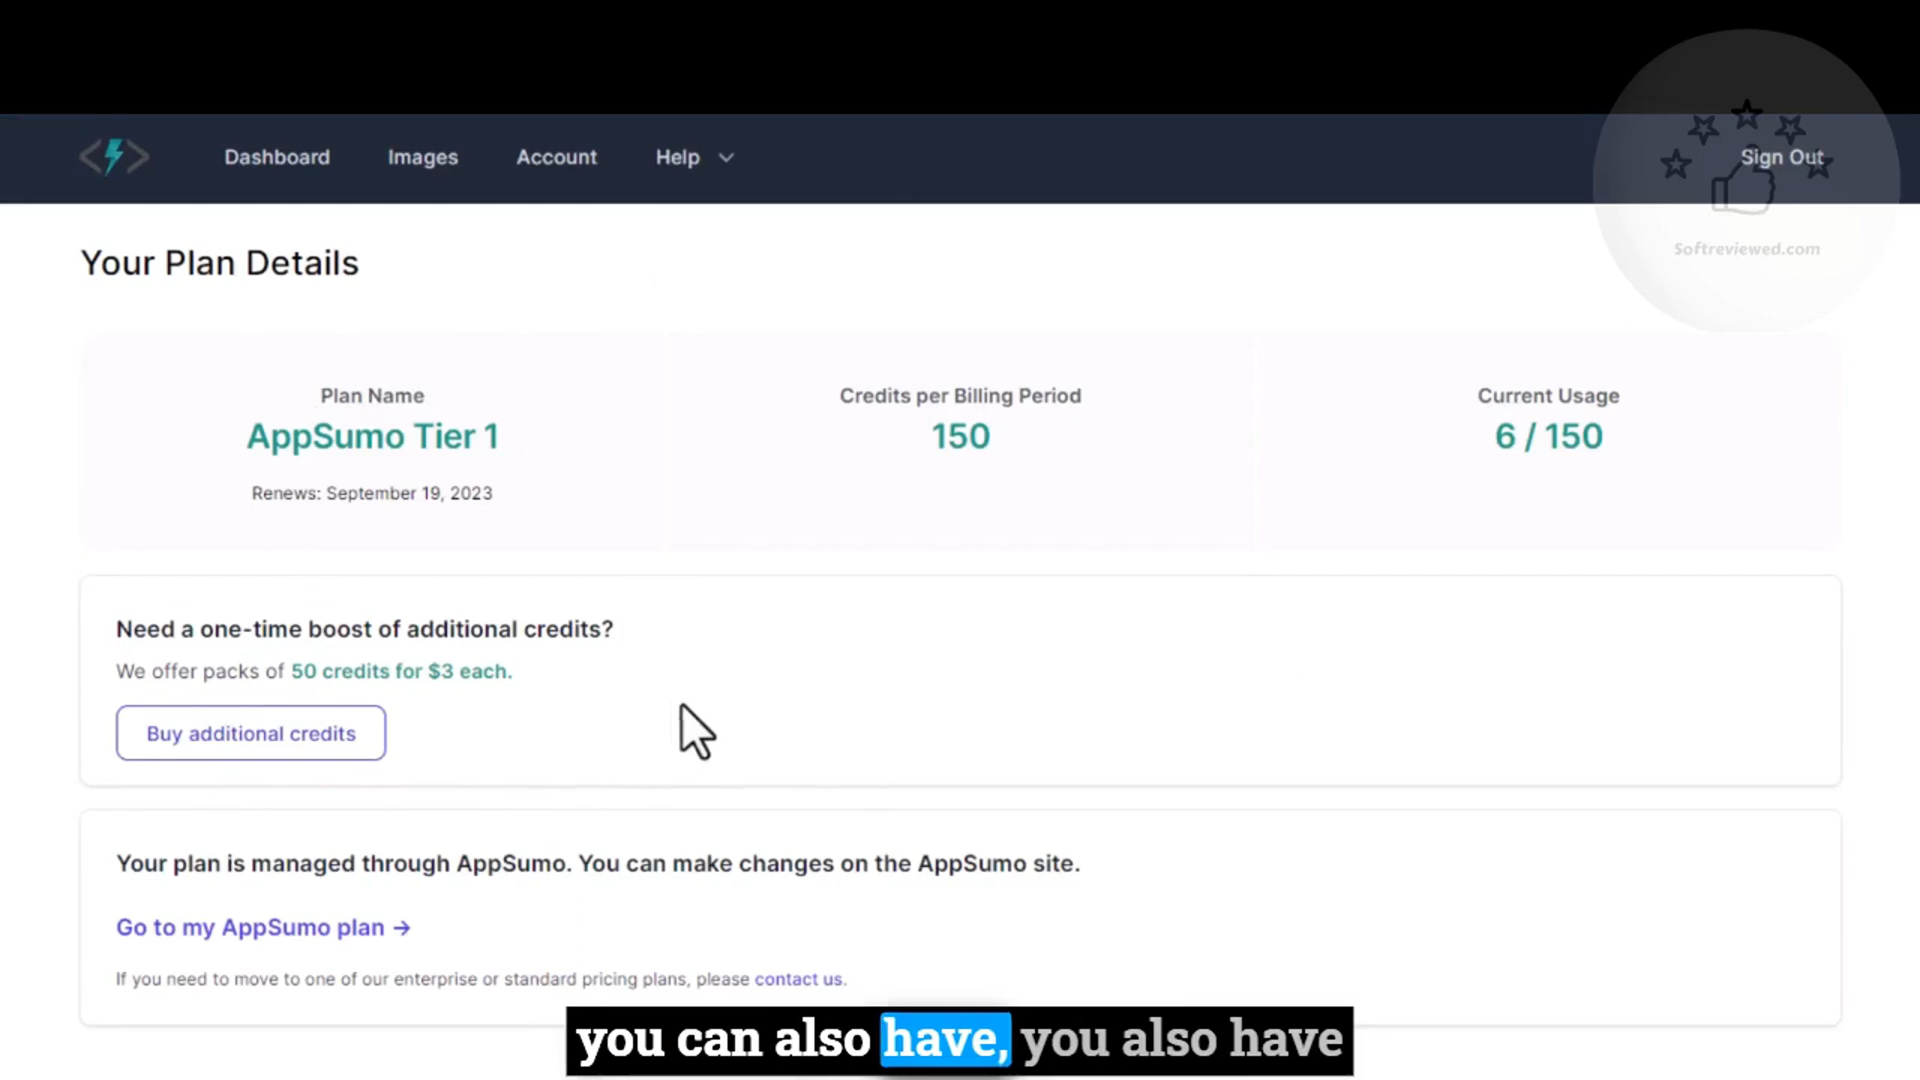 Dashboard Images Account Help Sign Out
Softreviewed.com
Your Plan Details
Plan Name Credits per Billing Period Current Usage
AppSumo Tier 1 150 6 / 150
Renews: September 19, 2023
Need a one-time boost of additional credits?
We offer packs of 50 credits for $3 each.
Buy additional credits
Your plan is managed through AppSumo. You can make changes on the AppSumo site.
Go to my AppSumo plan →
If you need to move to one of our enterprise or standard pricing plans, please contact us.
you can also have, you also have